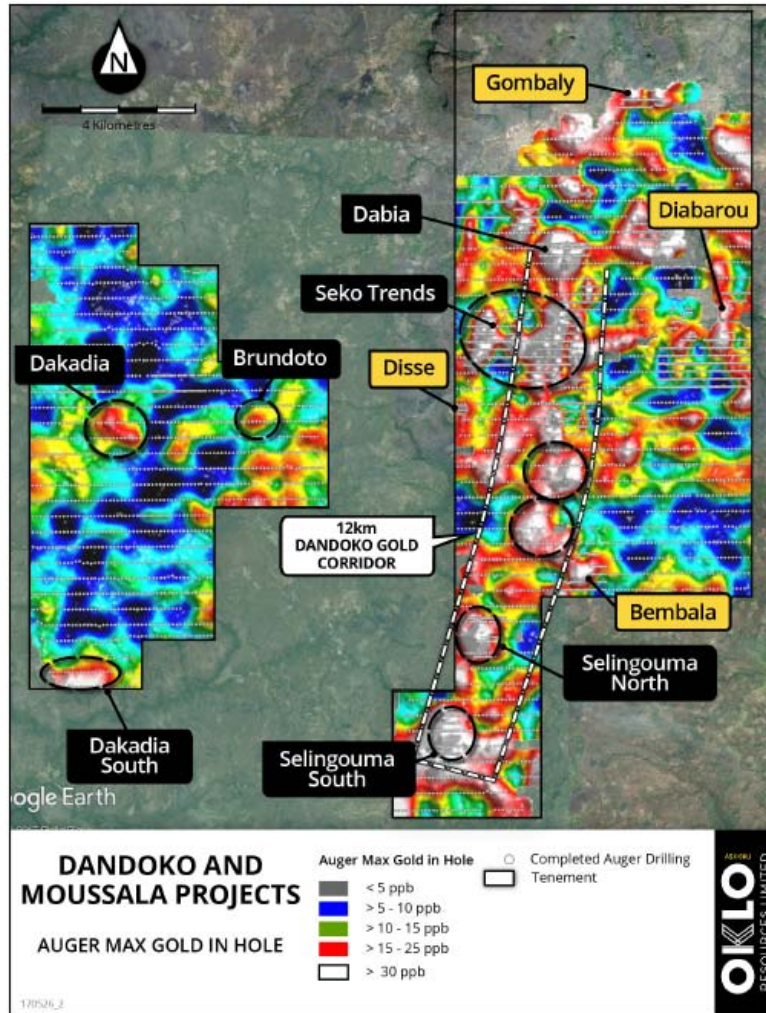 N
4 Kilometres
Gombaly
Dabia
Diabarou
Seko Trends
Dakadia
Brundoto
Disse
12km
DANDOKO GOLD
CORRIDOR
Bembala
Selingouma
North
Dakadia
South
Selingouma
South
ogle Earth
DANDOKO AND
MOUSSALA PROJECTS
AUGER MAX GOLD IN HOLE
170526_2
Auger Max Gold in Hole
< 5 ppb
> 5 - 10 ppb
> 10 - 15 ppb
> 15 - 25 ppb
> 30 ppb
Completed Auger Drilling
Tenement
OKLO
RESOURCES LIMITED